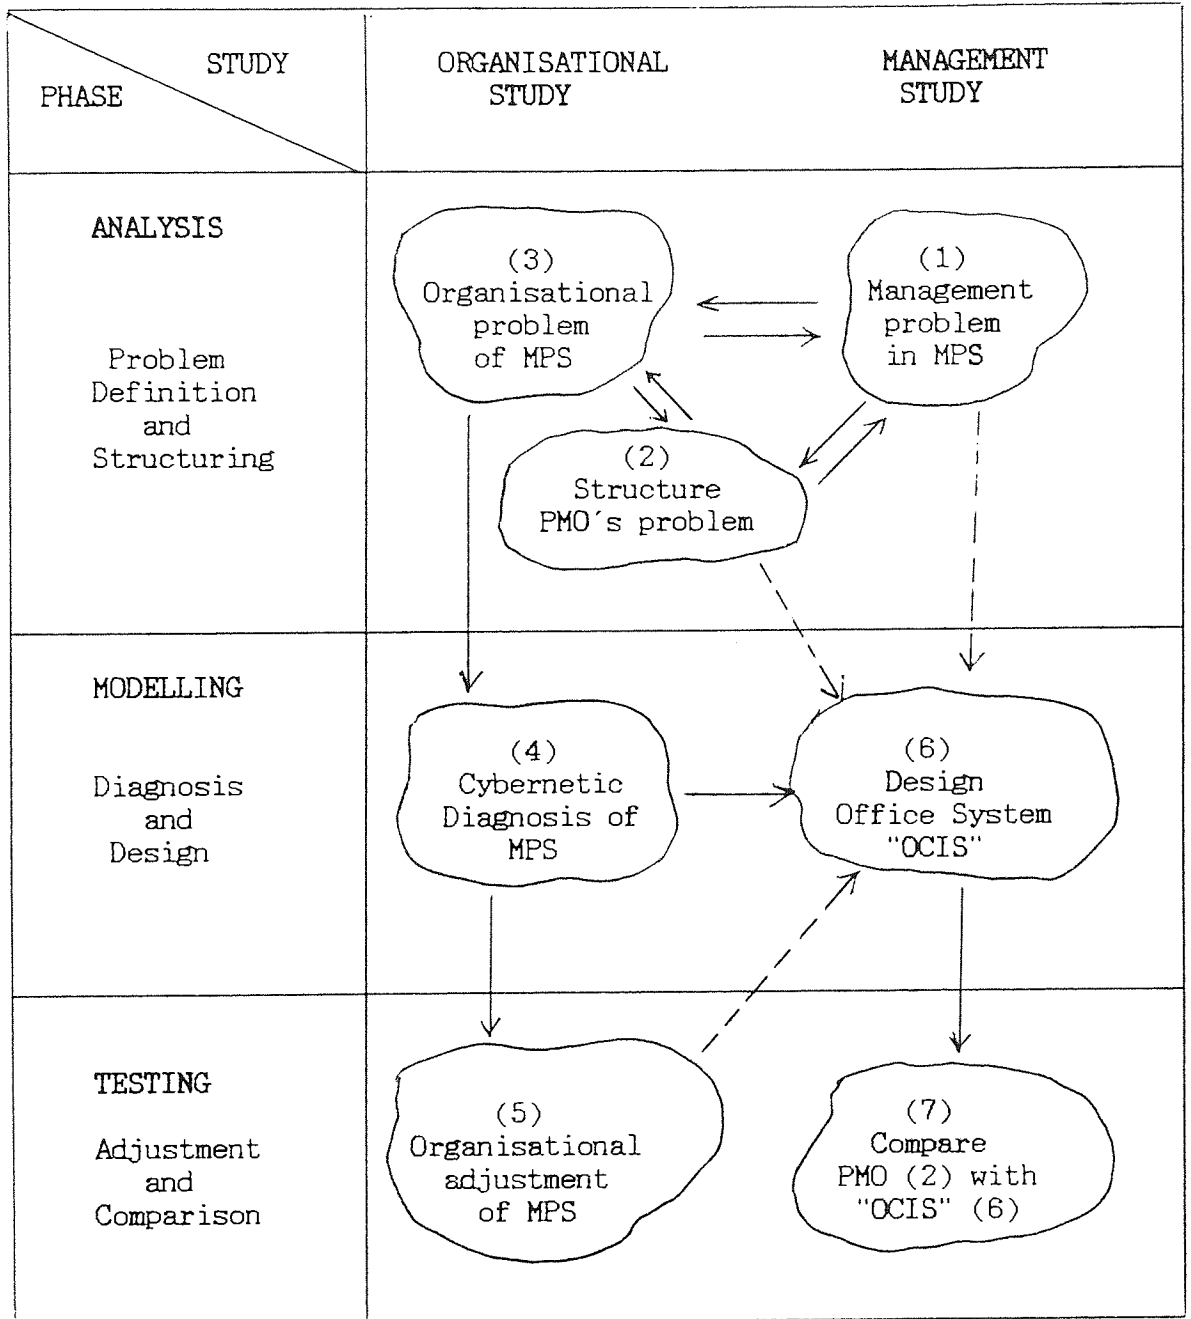 STUDY
PHASE
ORGANISATIONAL
STUDY
MANAGEMENT
STUDY
ANALYSIS
Problem
Definition
and
Structuring
(3)
Organisational
problem
of MPS
(1)
Management
problem
in MPS
(2)
Structure
PMO´s problem
MODELLING
Diagnosis
and
Design
(4)
Cybernetic
Diagnosis of
MPS
(6)
Design
Office System
"OCIS"
TESTING
Adjustment
and
Comparison
(5)
Organisational
adjustment
of MPS
(7)
Compare
PMO (2) with
"OCIS" (6)